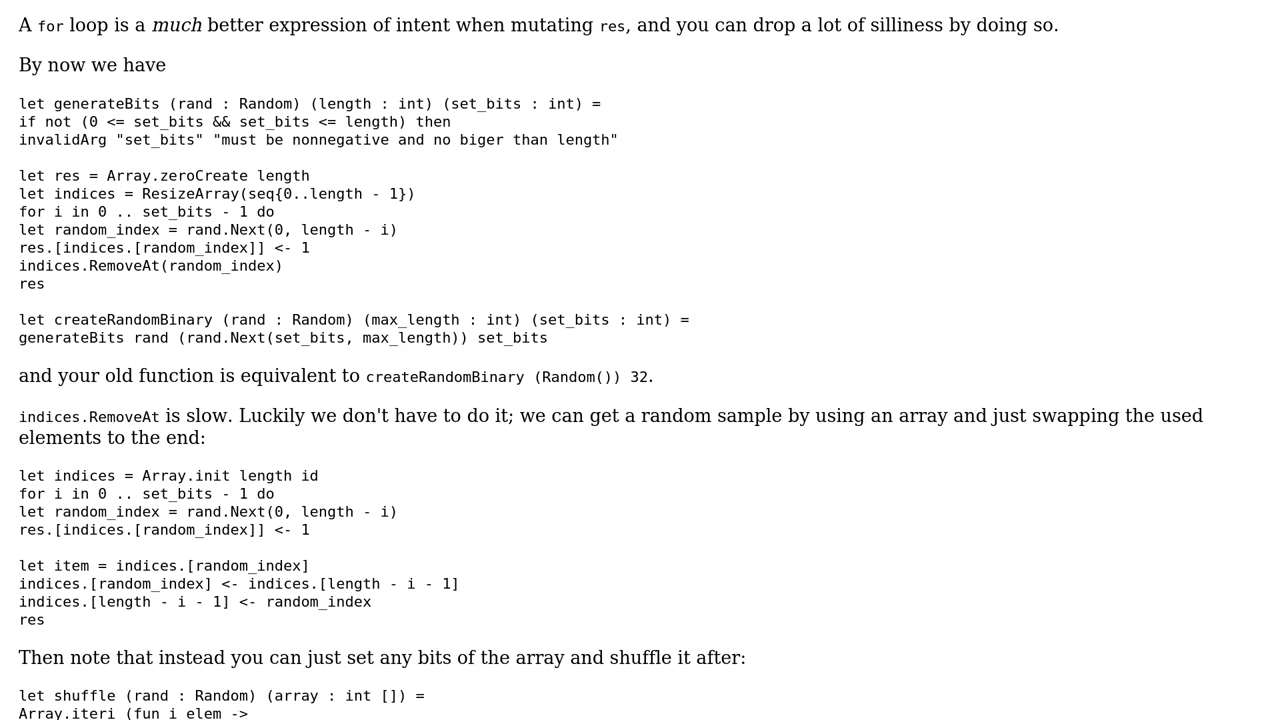 A for loop is a much better expression of intent when mutating res, and you can drop a lot of silliness by doing so.
By now we have
let generateBits (rand : Random) (length : int) (set_bits : int) =
if not (0 <= set_bits && set_bits <= length) then
invalidArg "set_bits" "must be nonnegative and no biger than length"
let res = Array.zeroCreate length
let indices = ResizeArray(seq{0..length - 1})
for i in 0 .. set_bits - 1 do
let random_index = rand.Next(0, length - i)
res.[indices.[random_index]] <- 1
indices.RemoveAt(random_index)
res
let createRandomBinary (rand : Random) (max_length : int) (set_bits : int) =
generateBits rand (rand.Next(set_bits, max_length)) set_bits
and your old function is equivalent to createRandomBinary (Random()) 32.
indices.RemoveAt is slow. Luckily we don't have to do it; we can get a random sample by using an array and just swapping the used
elements to the end:
let indices = Array.init length id
for i in 0 .. set_bits - 1 do
let random_index = rand.Next(0, length - i)
res.[indices.[random_index]] <- 1
let item = indices.[random_index]
indices.[random_index] <- indices.[length - i - 1]
indices.[length - i - 1] <- random_index
res
Then note that instead you can just set any bits of the array and shuffle it after:
let shuffle (rand : Random) (array : int []) =
Array.iteri (fun i elem ->